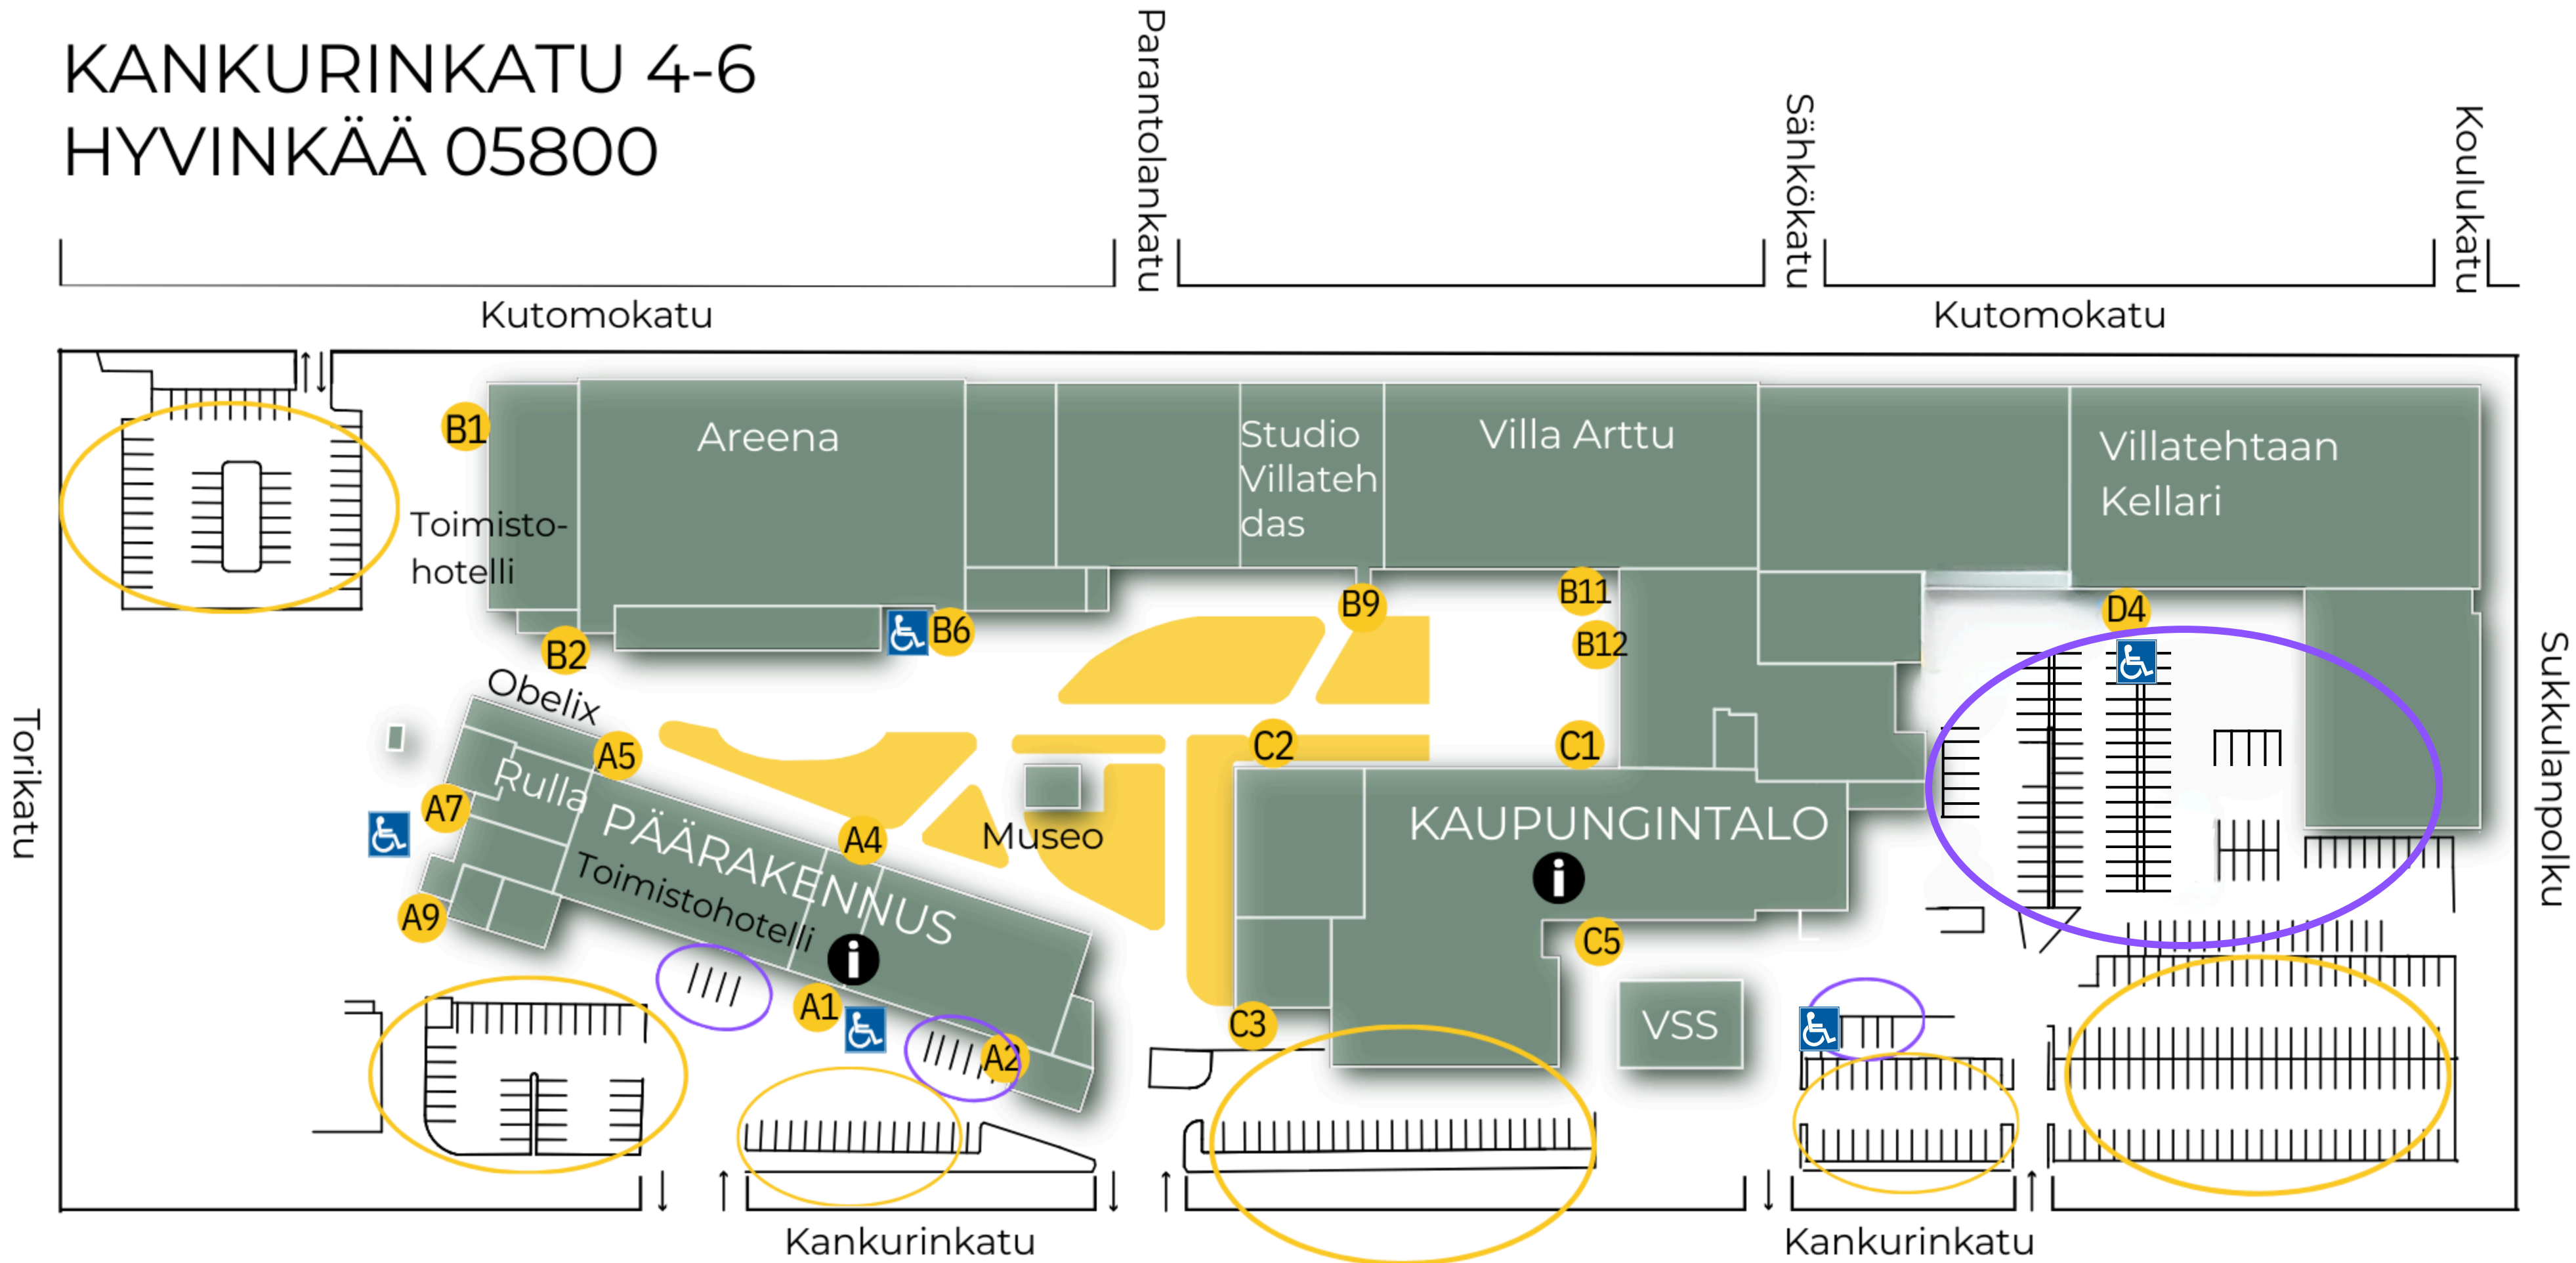 KANKURINKATU 4-6
HYVINKÄÄ 05800
Parantolankatu
Sähkökatu
Koulukatu
Kutomokatu
Kutomokatu
B1
Areena
Studio
Villateh
das
Villa Arttu
Villatehtaan
Kellari
Toimisto-
hotelli
B2
B6
B9
B11
B12
D4
Obelix
A5
C2
C1
Torikatu
Sukkulanpolku
Rulla
A7
PÄÄRAKENNUS
Toimistohotelli
A4
Museo
KAUPUNGINTALO
i
A9
i
C5
A1
A2
C3
VSS
Kankurinkatu
Kankurinkatu